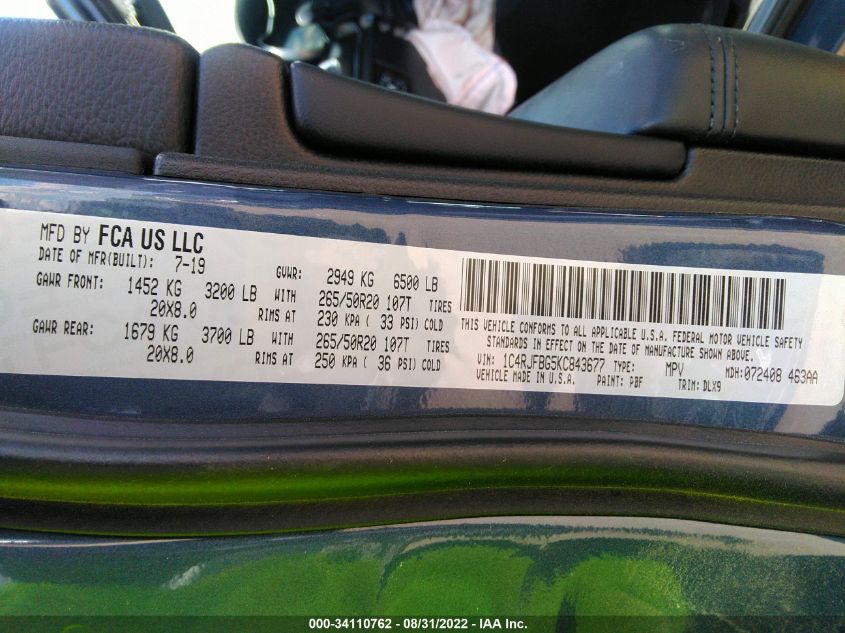 MFD BY FCA US LLC
DATE OF MFR(BUILT): 7-19 GVWR: 2949 KG 6500 LB
GAWR FRONT: 1452 KG 3200 LB WITH 265/50R20 107T TIRES
20X8.0 RIMS AT 230 KPA ( 33 PSI) COLD
GAWR REAR: 1679 KG 3700 LB WITH 265/50R20 107T TIRES
20X8.0 RIMS AT 250 KPA ( 36 PSI) COLD
THIS VEHICLE CONFORMS TO ALL APPLICABLE U.S.A. FEDERAL MOTOR VEHICLE SAFETY
STANDARDS IN EFFECT ON THE DATE OF MANUFACTURE SHOWN ABOVE.
VIN: 1C4RJFBG5KC843677 TYPE: MPV MDH: 072408 463AA
VEHICLE MADE IN U.S.A. PAINT: PBF TRIM: DLX9
000-34110762 - 08/31/2022 - IAA Inc.